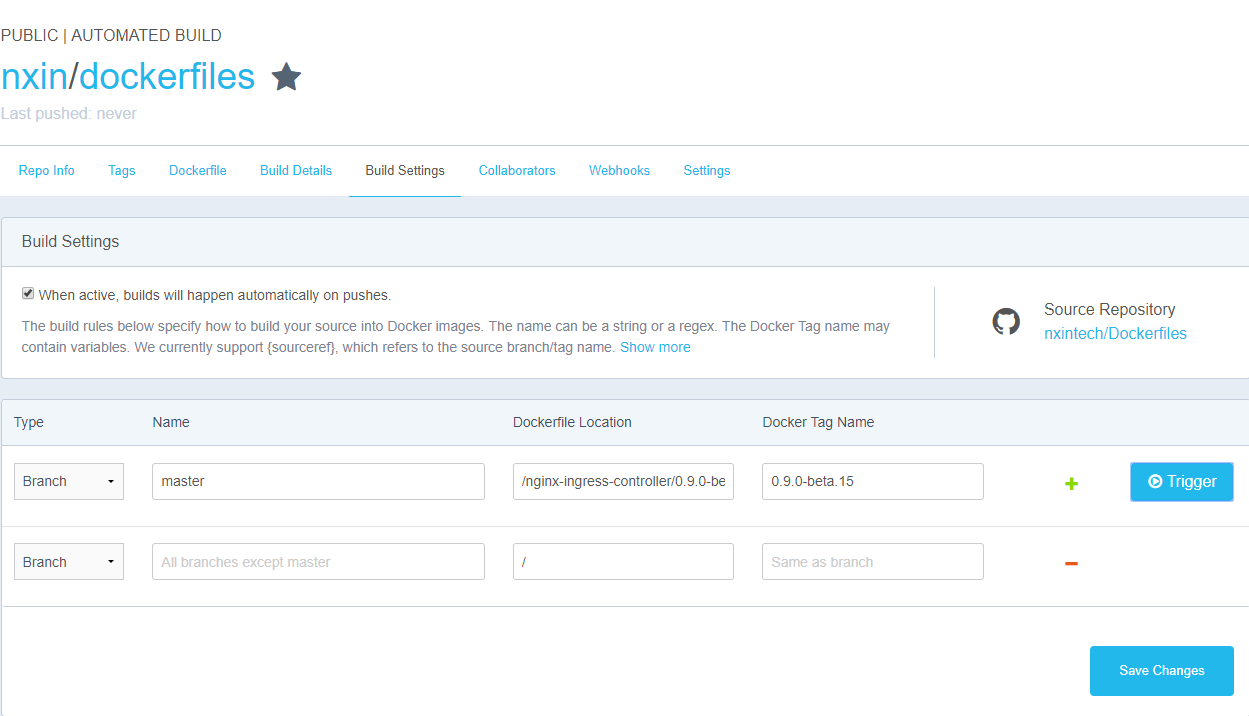 PUBLIC | AUTOMATED BUILD
nxin/dockerfiles
Last pushed: never
Repo Info Tags Dockerfile Build Details Build Settings Collaborators Webhooks Settings
Build Settings
When active, builds will happen automatically on pushes.
The build rules below specify how to build your source into Docker images. The name can be a string or a regex. The Docker Tag name may
contain variables. We currently support {sourceref}, which refers to the source branch/tag name. Show more
Source Repository
nxintech/Dockerfiles
Type Name Dockerfile Location Docker Tag Name
Branch master /nginx-ingress-controller/0.9.0-be 0.9.0-beta.15 Trigger
Branch All branches except master / Same as branch
Save Changes